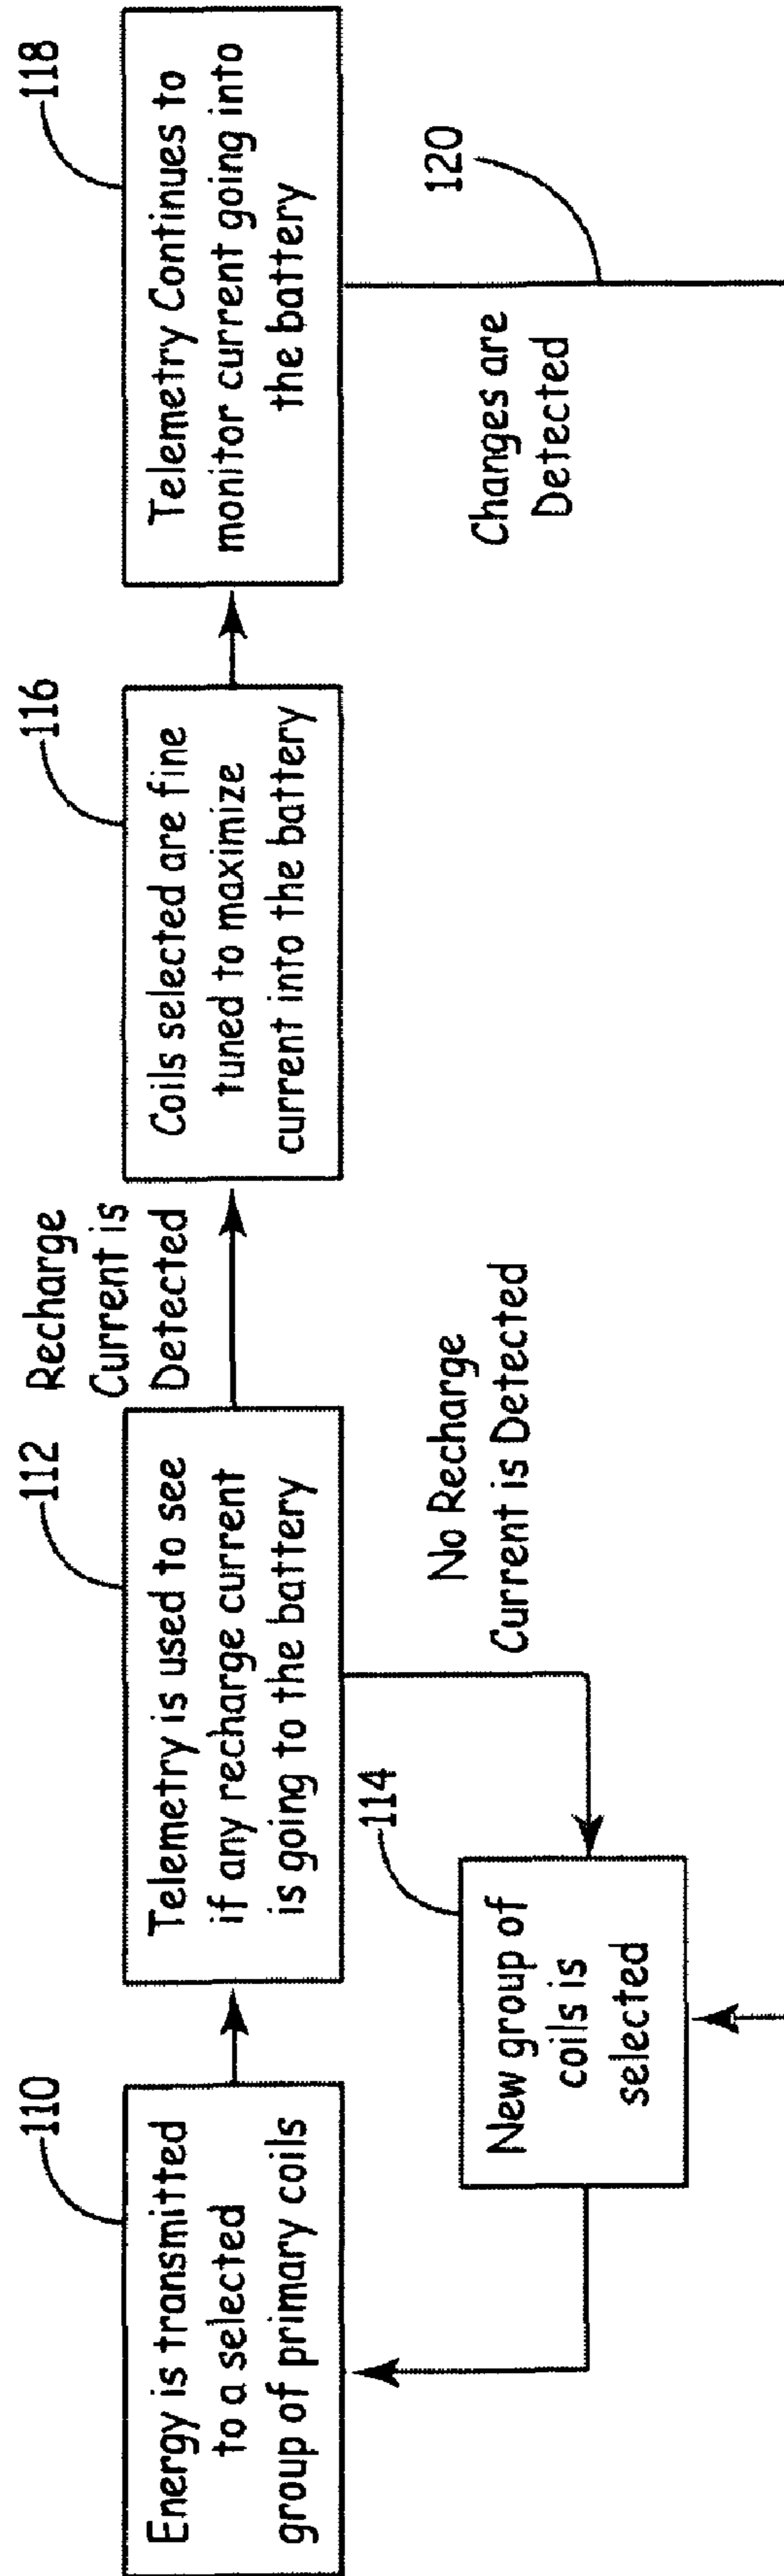 110
Energy is transmitted
to a selected
group of primary coils
112
Telemetry is used to see
if any recharge current
is going to the battery
Recharge
Current is
Detected
No Recharge
Current is Detected
114
New group of
coils is
selected
116
Coils selected are fine
tuned to maximize
current into the battery
118
Telemetry Continues to
monitor current going into
the battery
120
Changes are
Detected